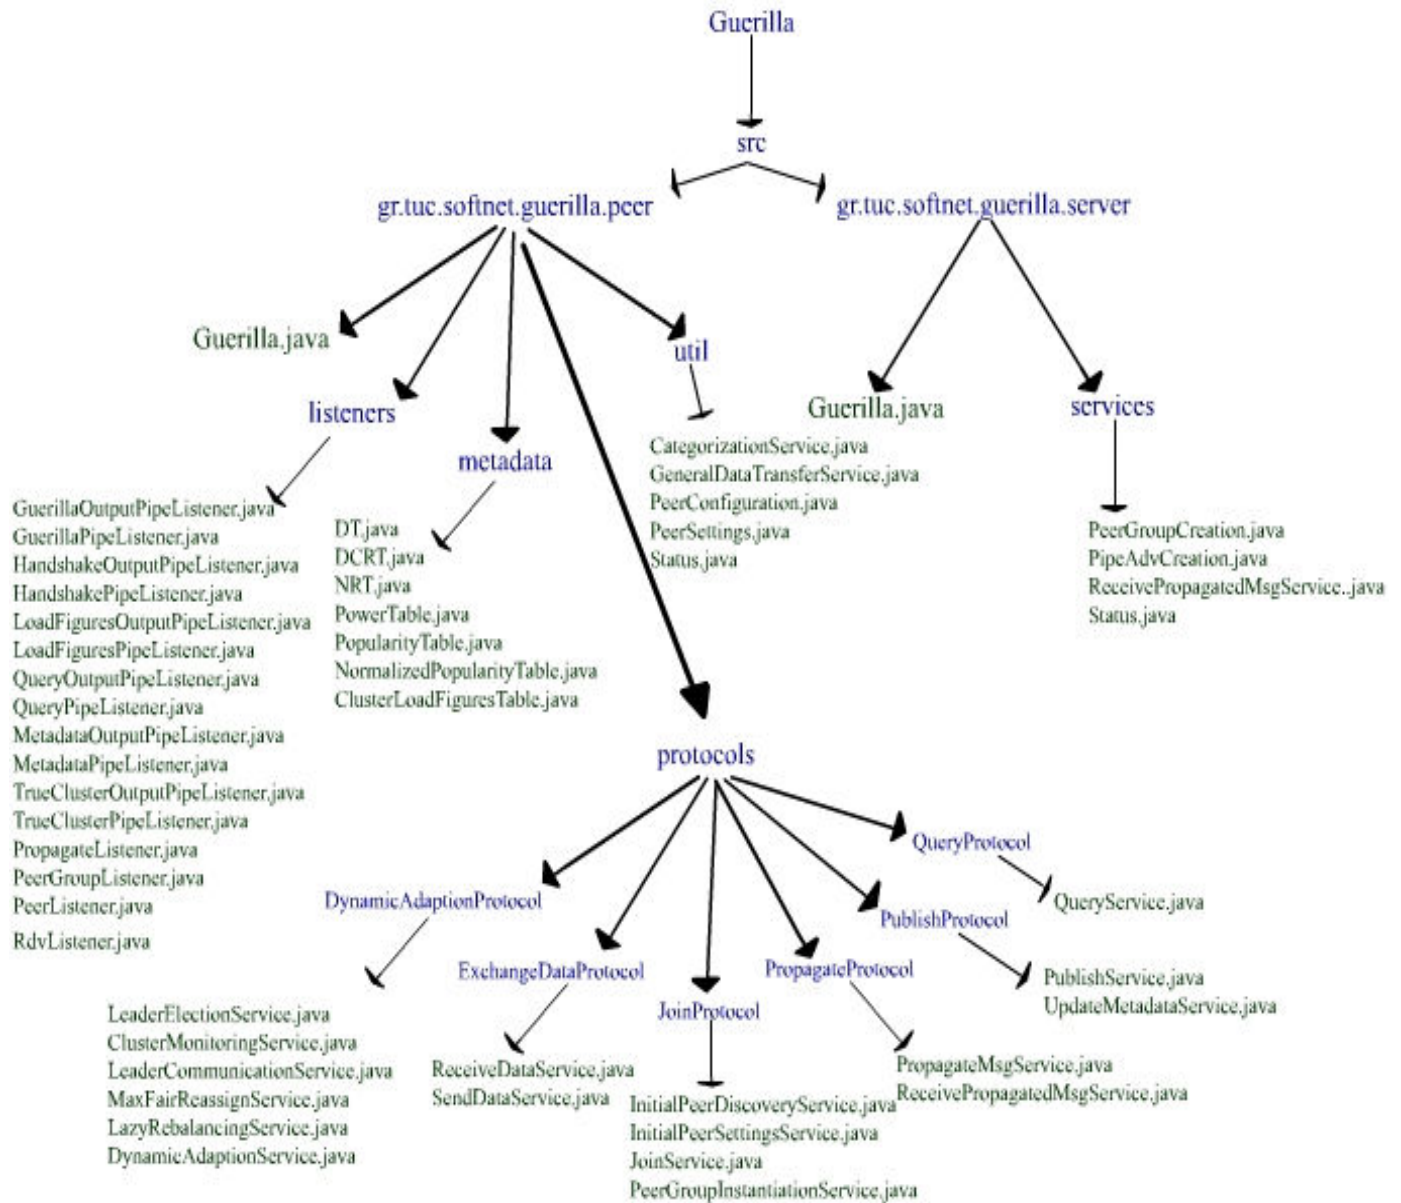 Guerilla
src
gr.tuc.softnet.guerilla.peer
gr.tuc.softnet.guerilla.server
Guerilla.java
listeners
metadata
util
Guerilla.java
services
GuerillaOutputPipeListener.java
GuerillaPipeListener.java
HandshakeOutputPipeListener.java
HandshakePipeListener.java
LoadFiguresOutputPipeListener.java
LoadFiguresPipeListener.java
QueryOutputPipeListener.java
QueryPipeListener.java
MetadataOutputPipeListener.java
MetadataPipeListener.java
TrueClusterOutputPipeListener.java
TrueClusterPipeListener.java
PropagateListener.java
PeerGroupListener.java
PeerListener.java
RdvListener.java
DT.java
DCRT.java
NRT.java
PowerTable.java
PopularityTable.java
NormalizedPopularityTable.java
ClusterLoadFiguresTable.java
CategorizationService.java
GeneralDataTransferService.java
PeerConfiguration.java
PeerSettings.java
Status.java
PeerGroupCreation.java
PipeAdvCreation.java
ReceivePropagatedMsgService..java
Status.java
protocols
DynamicAdaptionProtocol
ExchangeDataProtocol
JoinProtocol
PropagateProtocol
PublishProtocol
QueryProtocol
LeaderElectionService.java
ClusterMonitoringService.java
LeaderCommunicationService.java
MaxFairReassignService.java
LazyRebalancingService.java
DynamicAdaptionService.java
ReceiveDataService.java
SendDataService.java
InitialPeerDiscoveryService.java
InitialPeerSettingsService.java
JoinService.java
PeerGroupInstantiationService.java
PropagateMsgService.java
ReceivePropagatedMsgService.java
PublishService.java
UpdateMetadataService.java
QueryService.java